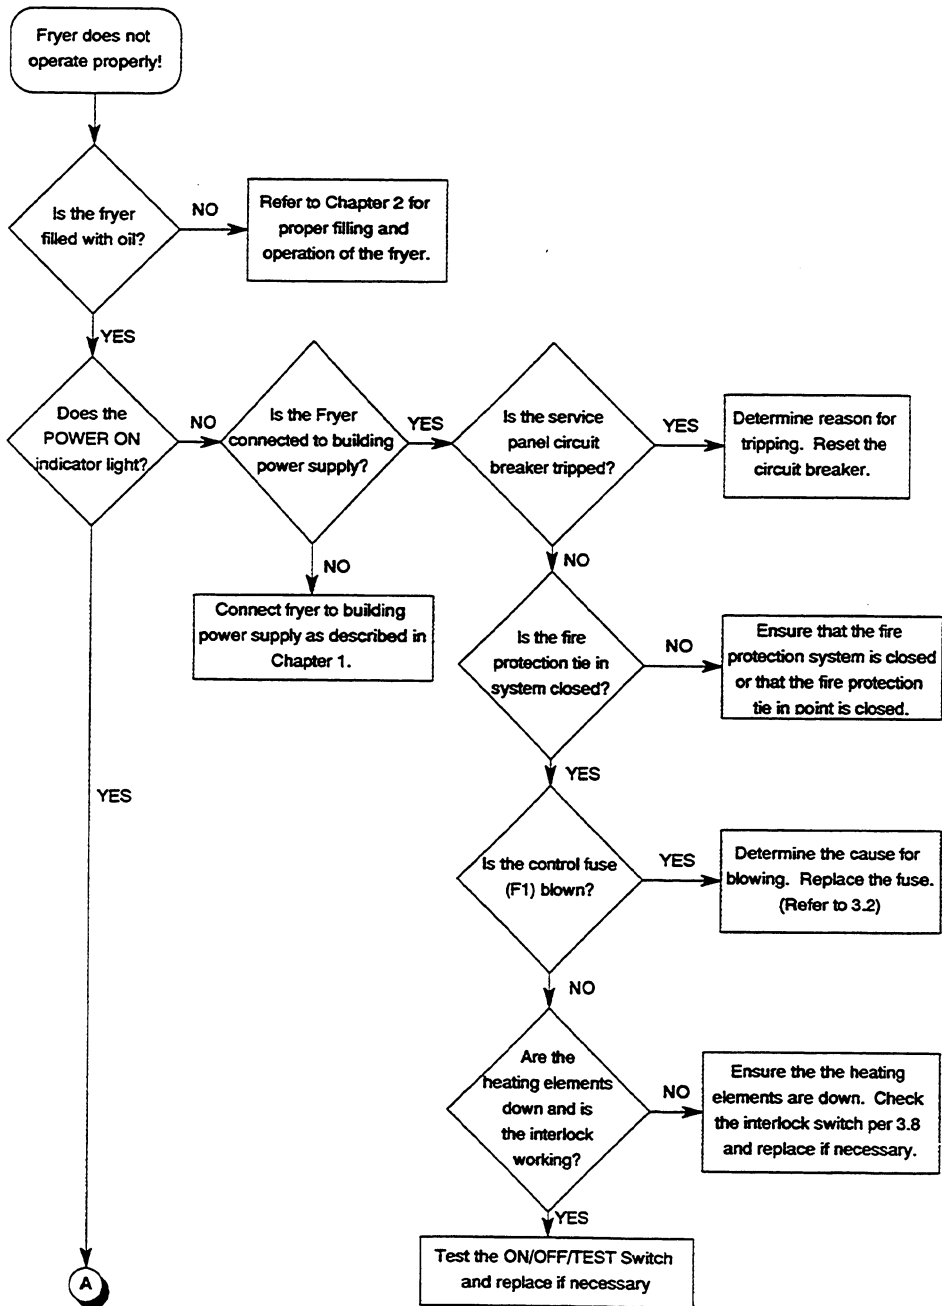 Fryer does not
operate properly!
Is the fryer
filled with oil?
NO
Refer to Chapter 2 for
proper filling and
operation of the fryer.
YES
Does the
POWER ON
indicator light?
NO
Is the Fryer
connected to building
power supply?
YES
Is the service
panel circuit
breaker tripped?
YES
Determine reason for
tripping. Reset the
circuit breaker.
NO
Connect fryer to building
power supply as described in
Chapter 1.
NO
Is the fire
protection tie in
system closed?
NO
Ensure that the fire
protection system is closed
or that the fire protection
tie in point is closed.
YES
YES
Is the control fuse
(F1) blown?
YES
Determine the cause for
blowing. Replace the fuse.
(Refer to 3.2)
NO
Are the
heating elements
down and is
the interlock
working?
NO
Ensure the the heating
elements are down. Check
the interlock switch per 3.8
and replace if necessary.
YES
Test the ON/OFF/TEST Switch
and replace if necessary
A